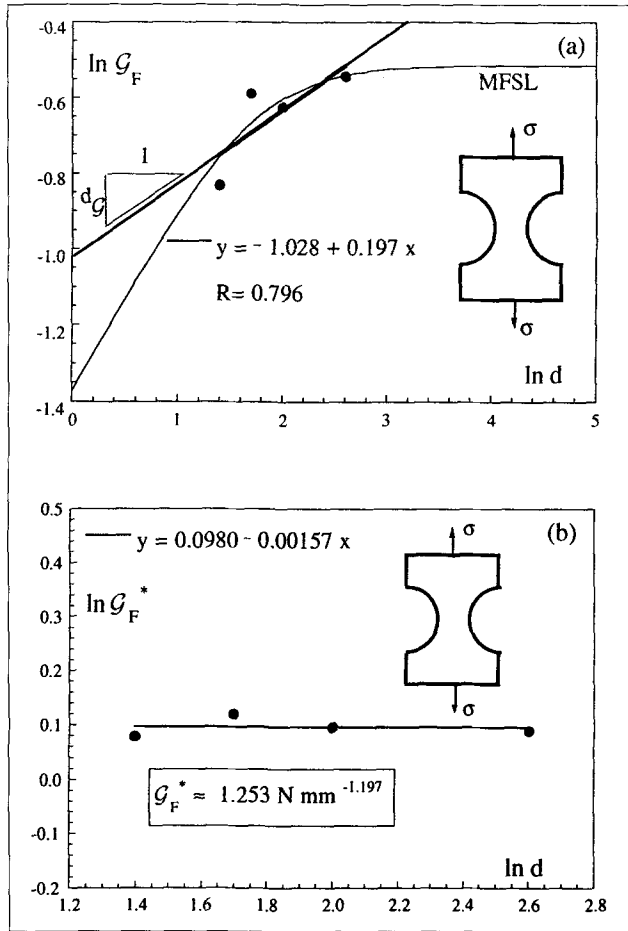 -0.4
(a)
ln 𝒢F
MFSL
-0.6
σ
1
-0.8
d𝒢
-1.0
y = - 1.028 + 0.197 x
-1.2
R= 0.796
σ
ln d
-1.4
0 1 2 3 4 5
0.5
(b)
y = 0.0980 - 0.00157 x
σ
0.4
ln 𝒢F*
0.3
0.2
σ
0.1
0.0
𝒢F* = 1.253 N mm -1.197
-0.1
ln d
-0.2
1.2 1.4 1.6 1.8 2.0 2.2 2.4 2.6 2.8